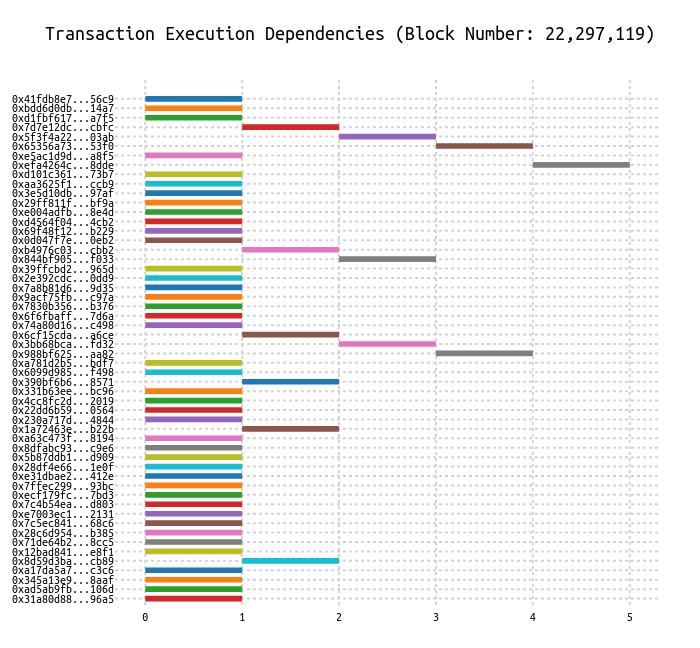 Transaction Execution Dependencies (Block Number: 22,297,119)
0x41fdb8e7...56c9
0xbdd6d0db...14a7
0xd1fbf617...a7f5
0x7d7e12dc...cbfc
0x5f3f4a22...03ab
0x65356a73...53f0
0xe5ac1d9d...a8f5
0xefa4264c...8dde
0xd101c361...73b7
0xaa3625f1...ccb9
0x3e5d10db...97af
0x29ff811f...bf9a
0xe004adfb...8e4d
0xd4564f04...4cb2
0x69f48f12...b229
0x0d047f7e...0eb2
0xb4976c03...cbb2
0x844bf905...f033
0x39ffcbd2...965d
0x2e392cdc...0dd9
0x7a8b81d6...9d35
0x9acf75fb...c97a
0x7830b356...b376
0x6f6fbaff...7d6a
0x74a80d16...c498
0x6cf15cda...a6ce
0x3bb68bca...fd32
0x988bf625...aa82
0xa781d2b5...bdf7
0x6099d985...f498
0x390bf6b6...8571
0x331b63ee...bc96
0x4cc8fc2d...2019
0x22dd6b59...0564
0x230a717d...4844
0x1a72463e...b22b
0xa63c473f...8194
0x8dfabc93...c9e6
0x5b87ddb1...d909
0x28df4e66...1e0f
0xe31dbae2...412e
0x7ffec299...93bc
0xecf179fc...7bd3
0x7c4b54ea...d803
0xe7003ec1...2131
0x7c5ec841...68c6
0x28c6d954...b385
0x71de64b2...8cc5
0x12bad841...e8f1
0x8d59d3ba...cb89
0xa17da5a7...c3c6
0x345a13e9...8aaf
0xad5ab9fb...106d
0x31a80d88...96a5
0 1 2 3 4 5